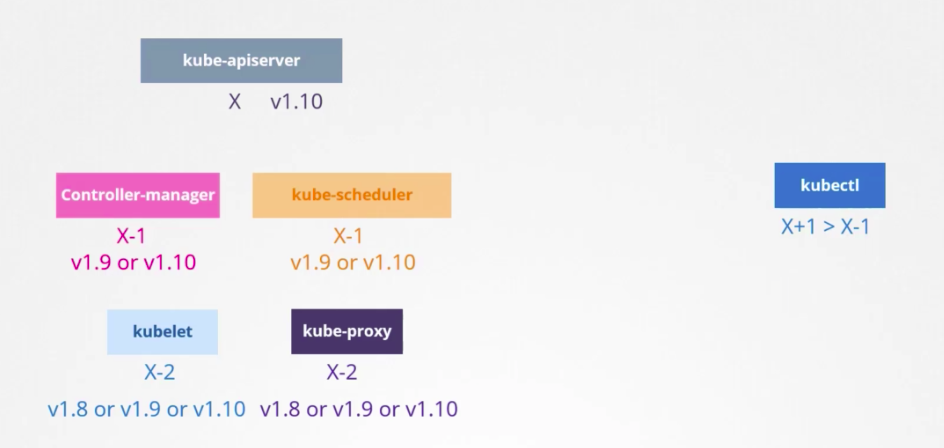 kube-apiserver
X v1.10
Controller-manager
kube-scheduler
kubectl
X-1
X-1
X+1 > X-1
v1.9 or v1.10
v1.9 or v1.10
kubelet
kube-proxy
X-2
X-2
v1.8 or v1.9 or v1.10
v1.8 or v1.9 or v1.10